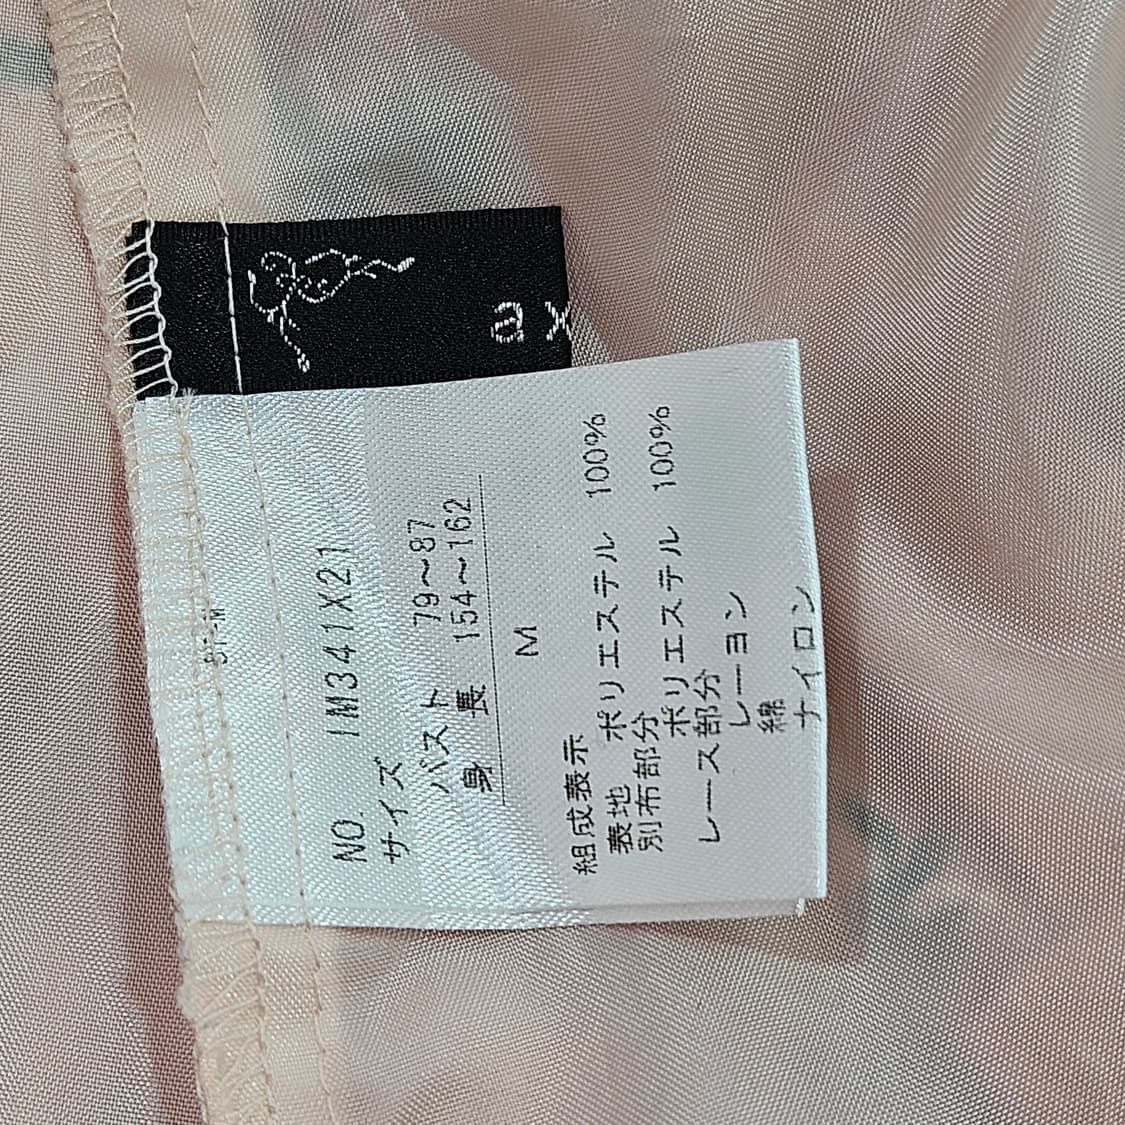 a x
NO. IM341X21
サイズ
バスト 79～87
身長 154～162
M
組成表示
表地 ポリエステル 100%
別布部分
ポリエステル 100%
レース部分
レーヨン
綿
ナイロン